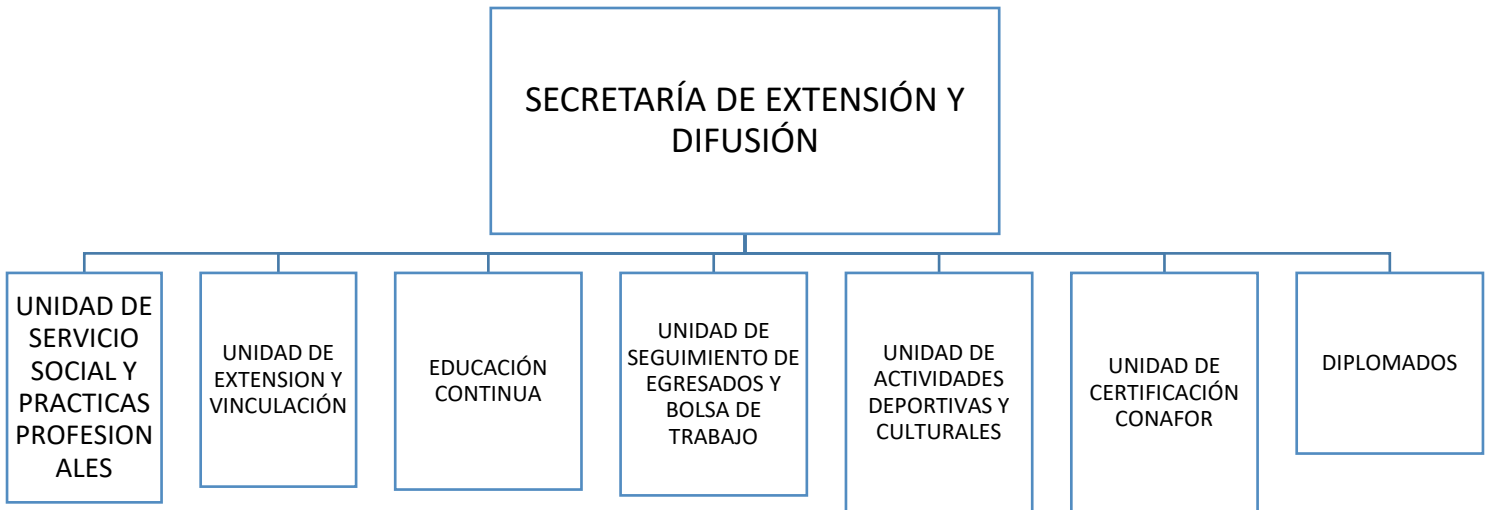 SECRETARÍA DE EXTENSIÓN Y
DIFUSIÓN
UNIDAD DE
SERVICIO
SOCIAL Y
PRACTICAS
PROFESION
ALES
UNIDAD DE
EXTENSION Y
VINCULACIÓN
EDUCACIÓN
CONTINUA
UNIDAD DE
SEGUIMIENTO DE
EGRESADOS Y
BOLSA DE
TRABAJO
UNIDAD DE
ACTIVIDADES
DEPORTIVAS Y
CULTURALES
UNIDAD DE
CERTIFICACIÓN
CONAFOR
DIPLOMADOS